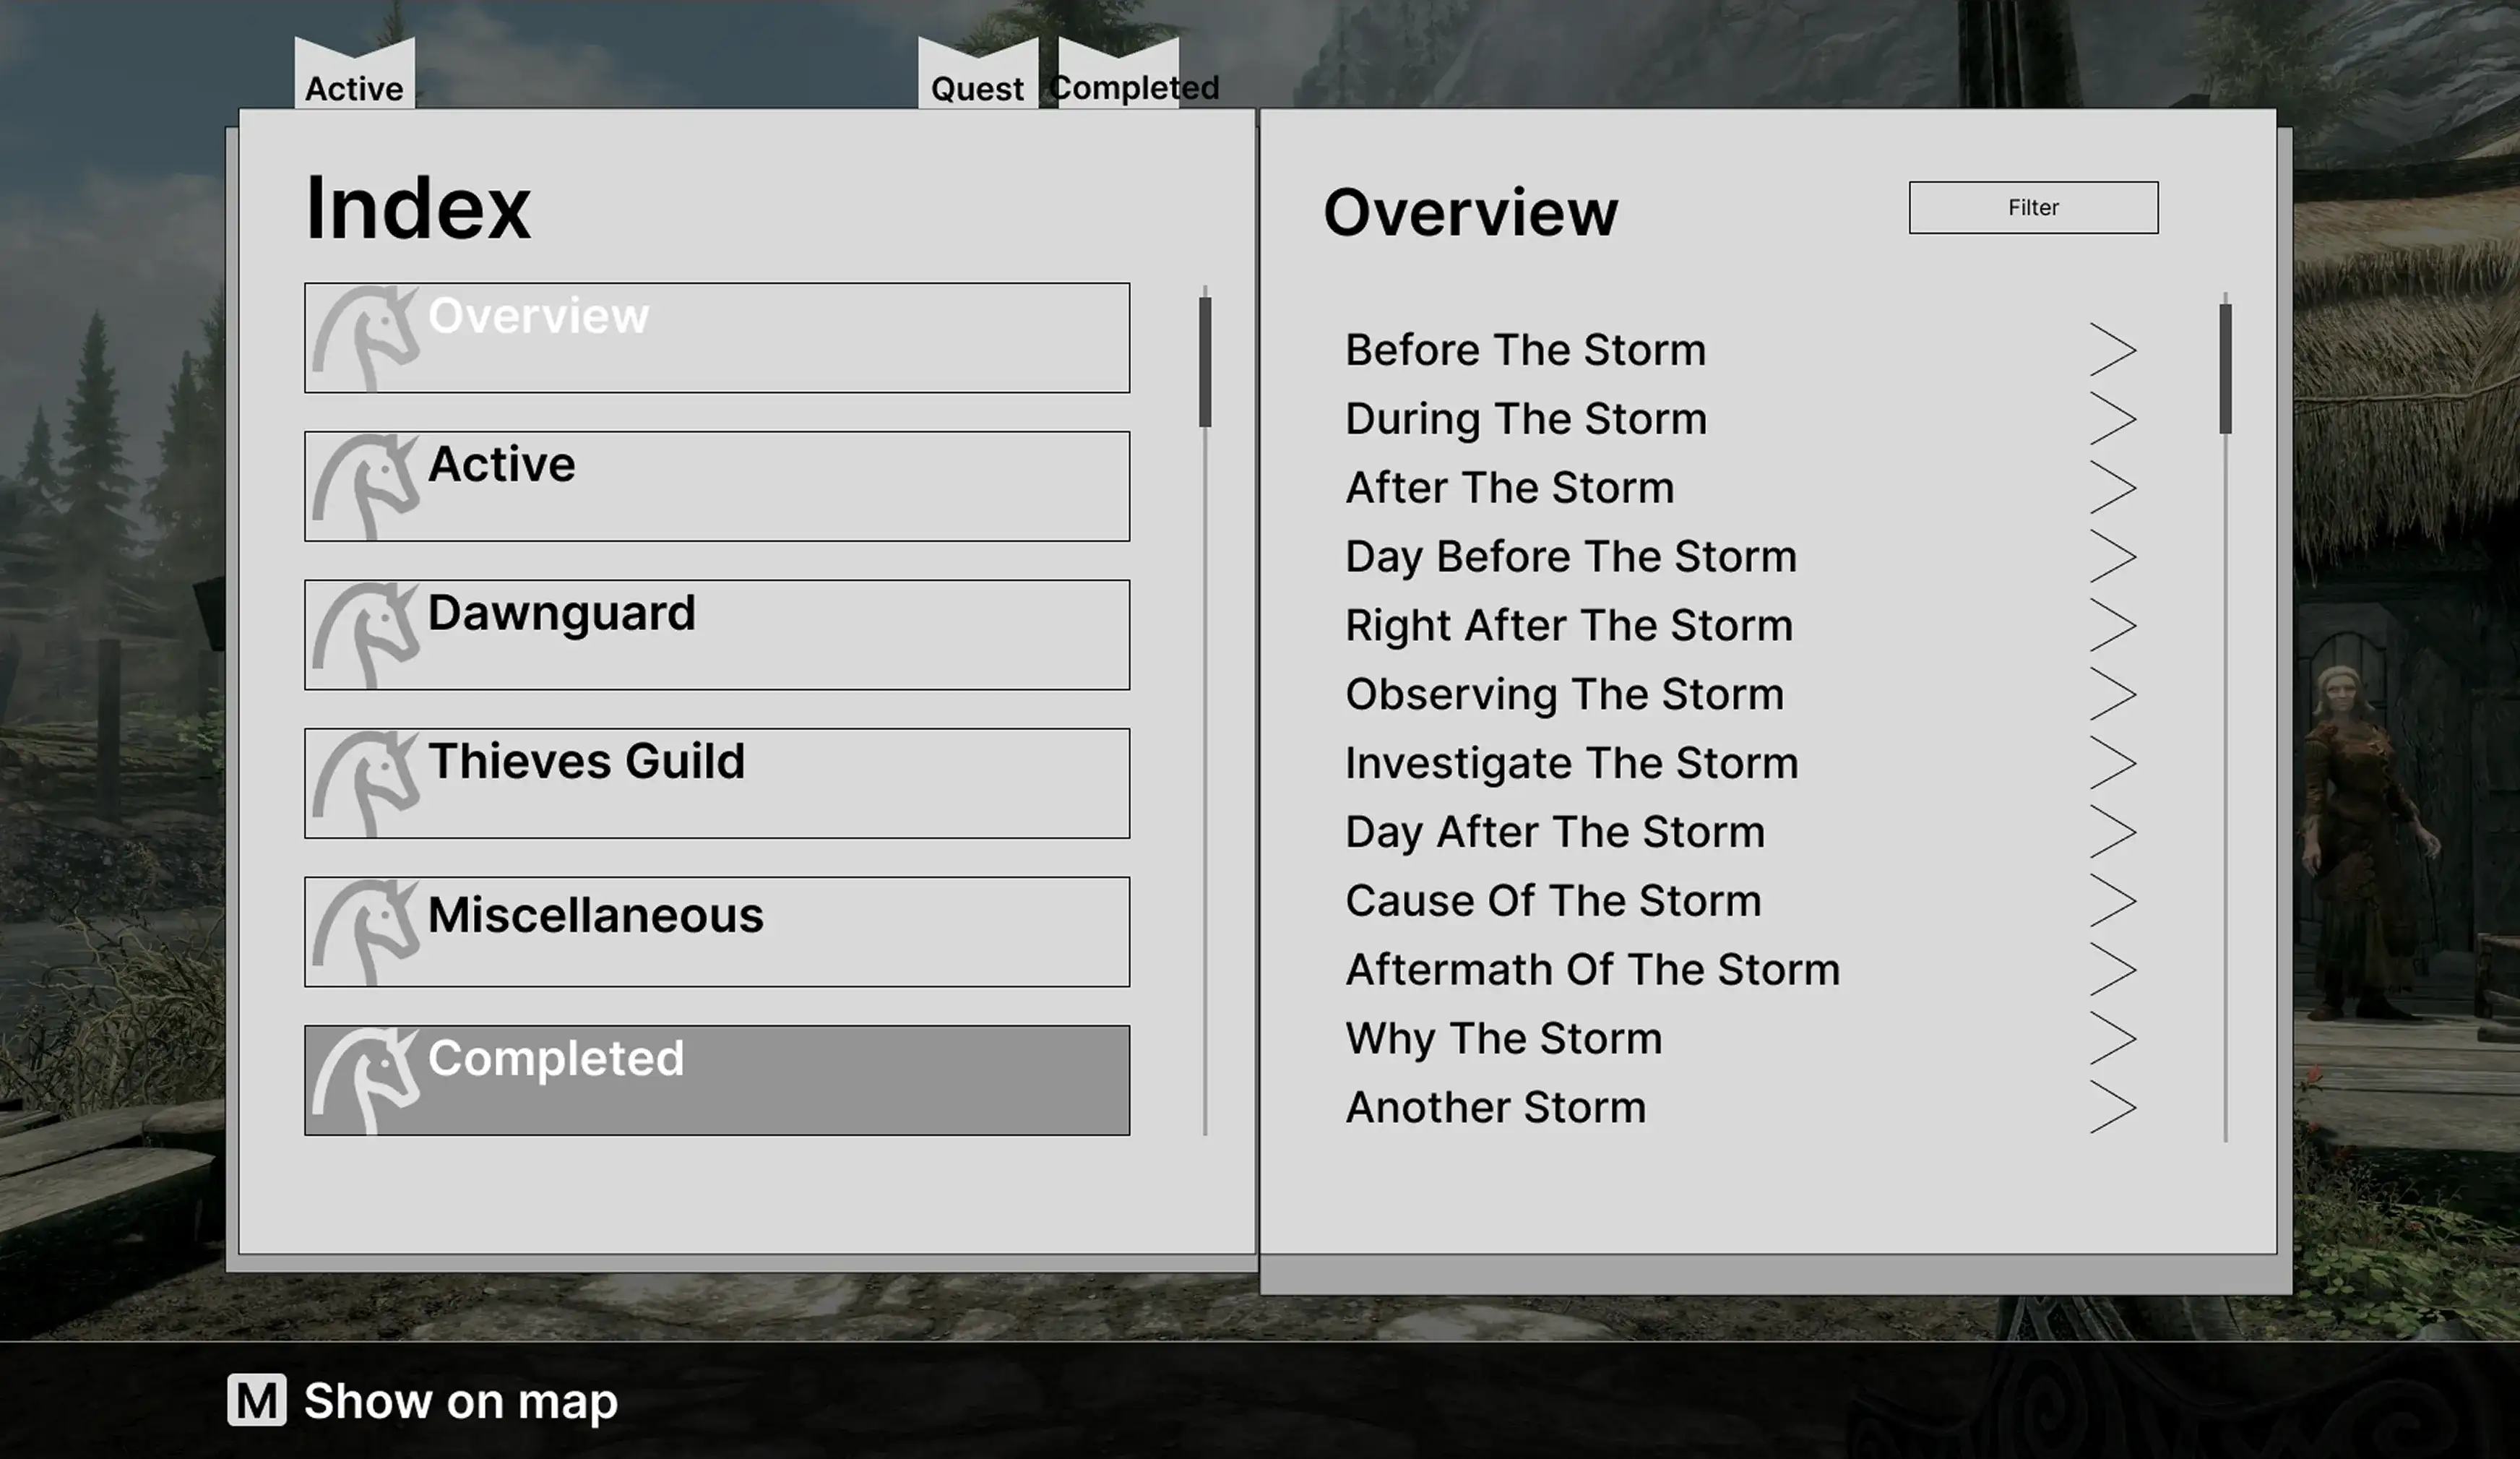 Active
Quest
Completed
Index
Overview
Active
Dawnguard
Thieves Guild
Miscellaneous
Completed
Overview
Filter
Before The Storm
During The Storm
After The Storm
Day Before The Storm
Right After The Storm
Observing The Storm
Investigate The Storm
Day After The Storm
Cause Of The Storm
Aftermath Of The Storm
Why The Storm
Another Storm
M Show on map